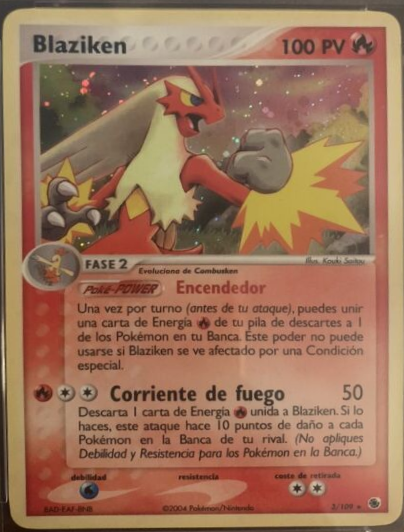 Blaziken 100 PV
Illus. Kouki Saitou
FASE 2
Evoluciona de Combusken
Poké-POWER Encendedor
Una vez por turno (antes de tu ataque), puedes unir
una carta de Energía de tu pila de descartes a 1
de los Pokémon en tu Banca. Este poder no puede
usarse si Blaziken se ve afectado por una Condición
especial.
Corriente de fuego 50
Descarta 1 carta de Energía unida a Blaziken. Si lo
haces, este ataque hace 10 puntos de daño a cada
Pokémon en la Banca de tu rival. (No apliques
Debilidad y Resistencia para los Pokémon en la Banca.)
debilidad resistencia coste de retirada
©2004 Pokémon/Nintendo 3/109